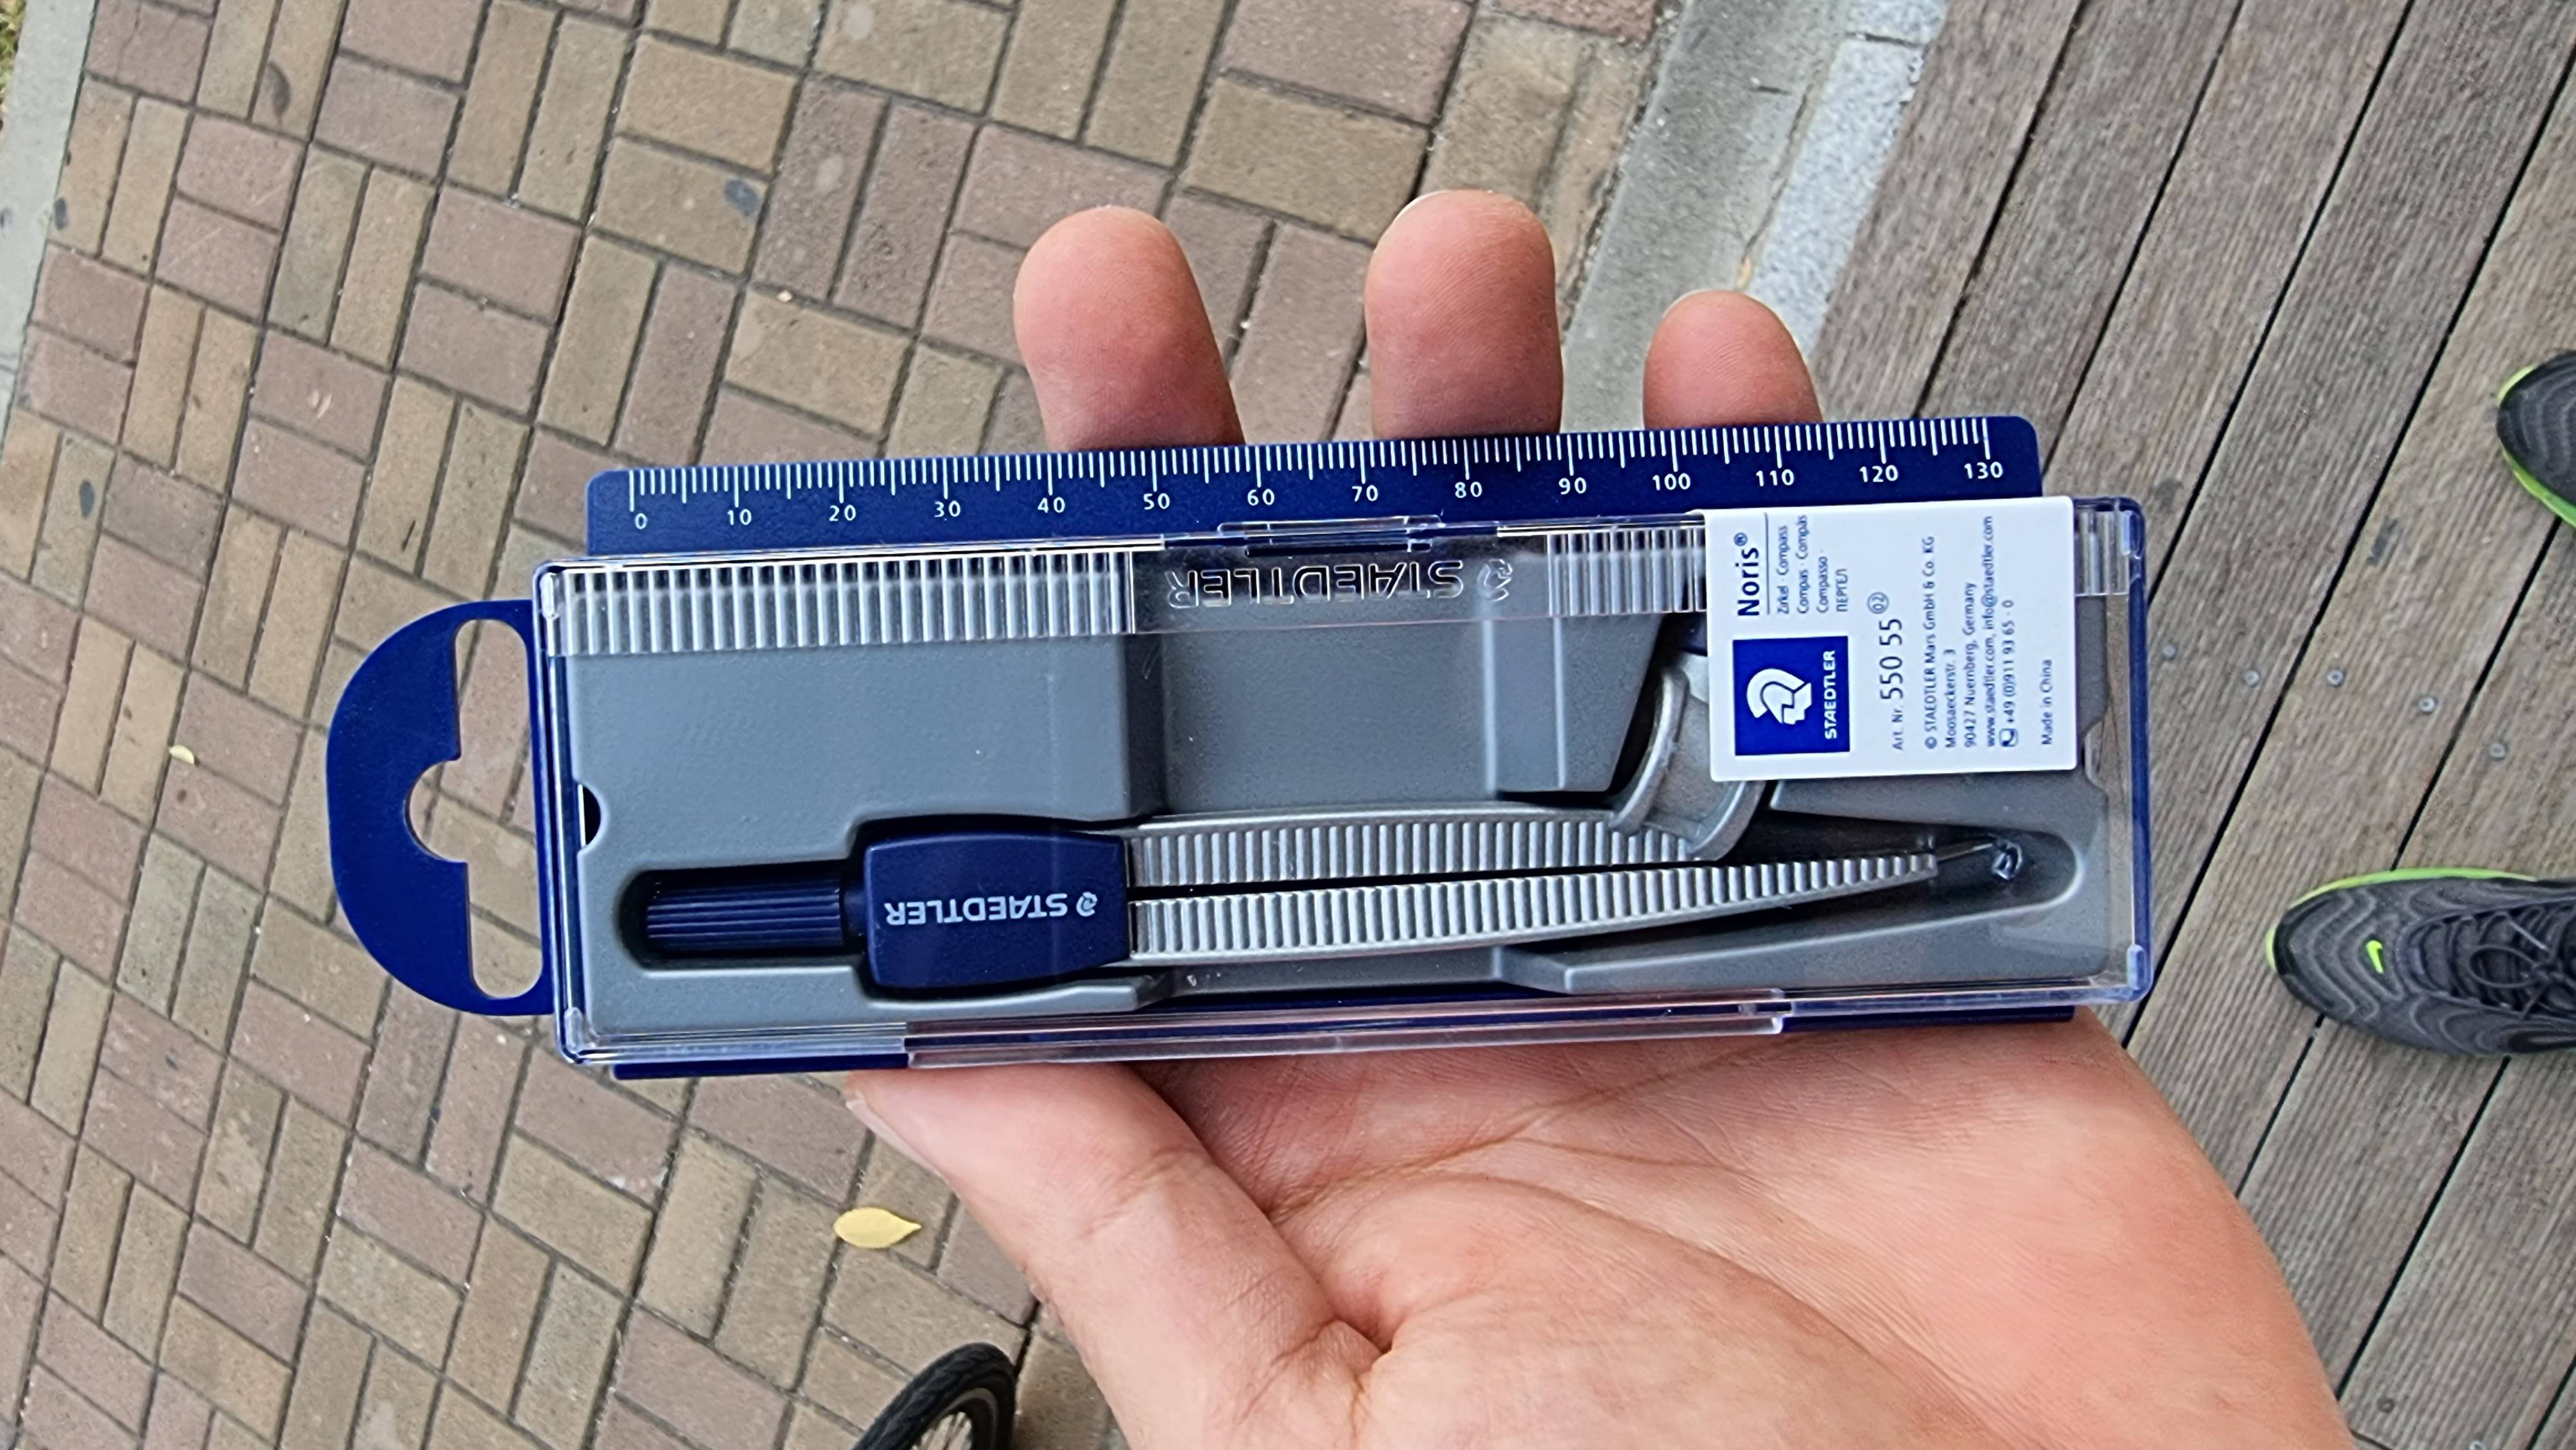 0 10 20 30 40 50 60 70 80 90 100 110 120 130
STAEDTLER
STAEDTLER
STAEDTLER
Noris®
Zirkel · Compass
Compas · Compás
Compasso ·
ΠΕΡΓΕΛ
Art. Nr. 550 55 02
© STAEDTLER Mars GmbH & Co. KG
Moosaeckerstr. 3
90427 Nuernberg, Germany
www.staedtler.com, info@staedtler.com
+49 (0)911 93 65 - 0
Made in China